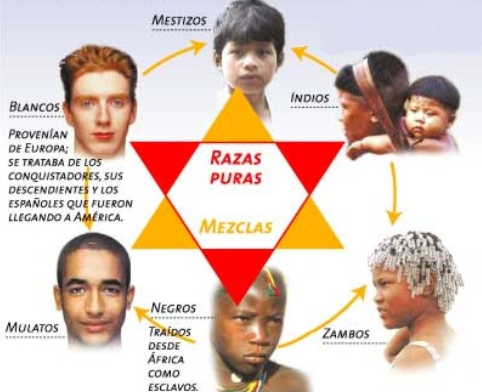 MESTIZOS
BLANCOS
PROVENÍAN
DE EUROPA;
SE TRATABA DE LOS
CONQUISTADORES, SUS
DESCENDIENTES Y LOS
ESPAÑOLES QUE FUERON
LLEGANDO A AMÉRICA.
INDIOS
RAZAS
PURAS
MEZCLAS
MULATOS
NEGROS
TRAÍDOS
DESDE
ÁFRICA
COMO
ESCLAVOS.
ZAMBOS